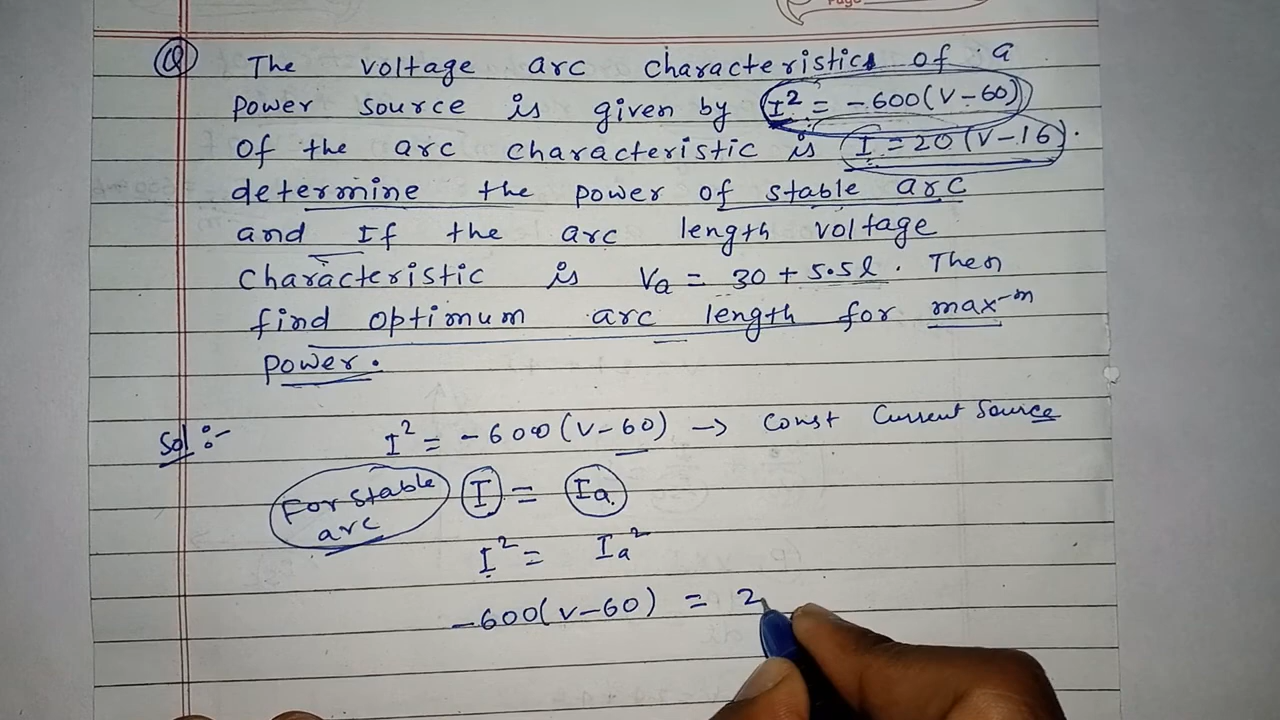 Page
Q The voltage arc characteristics of a
power source is given by I² = -600(V-60)
of the arc characteristic is I = 20(V-16).
determine the power of stable arc
and If the arc length voltage
characteristic is Va = 30 + 5.5l. Then
find optimum arc length for max-m
power.
Sol:- I² = -600(V-60) → Const Current Source
For stable arc I = Ia
I² = Ia²
-600(V-60) = 2